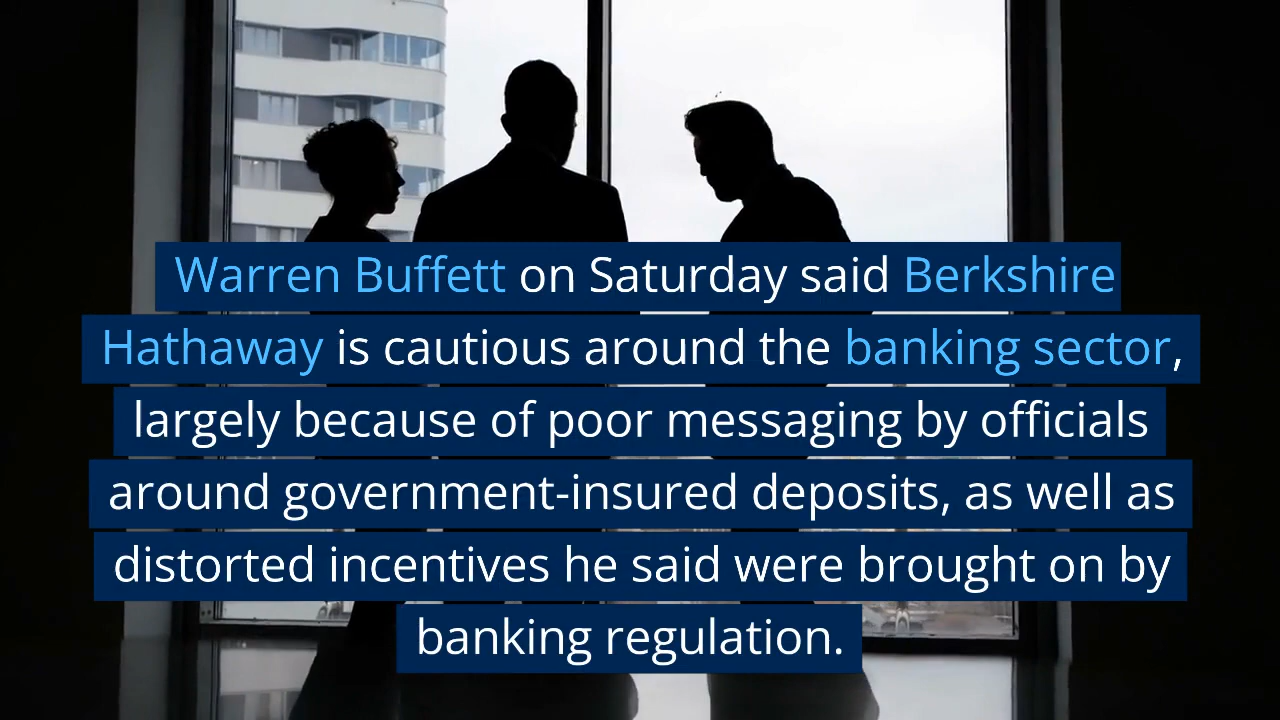 Warren Buffett on Saturday said Berkshire
Hathaway is cautious around the banking sector,
largely because of poor messaging by officials
around government-insured deposits, as well as
distorted incentives he said were brought on by
banking regulation.